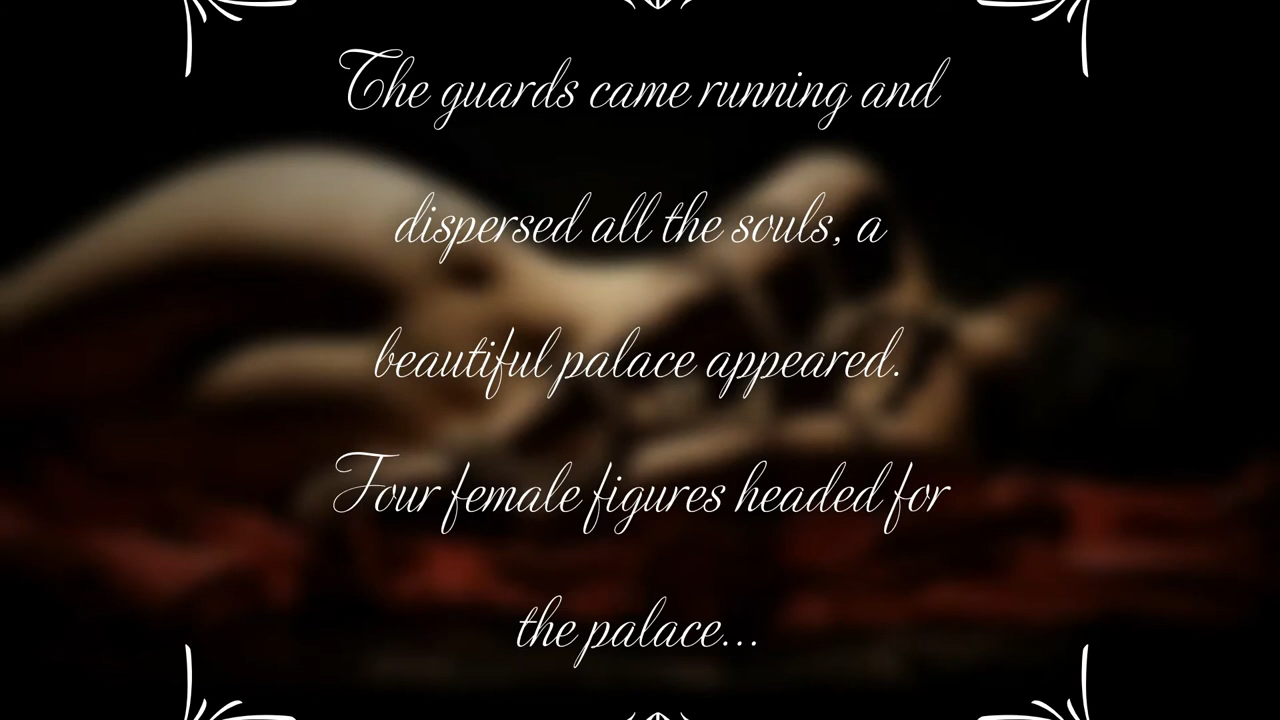 The guards came running and
dispersed all the souls, a
beautiful palace appeared.
Four female figures headed for
the palace...